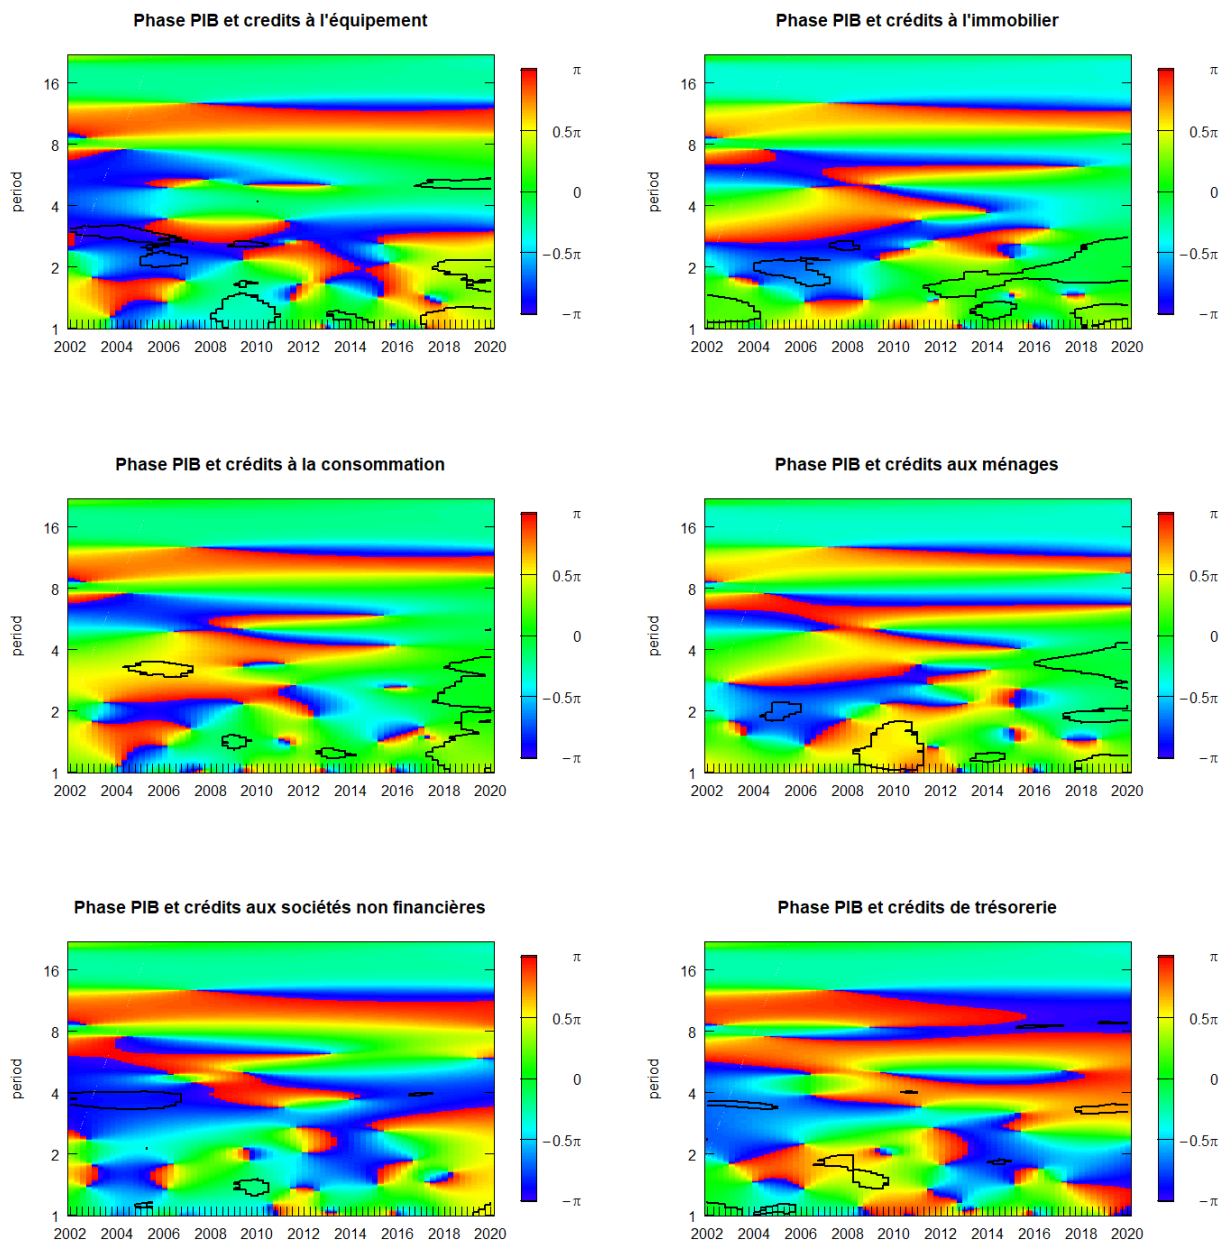 Phase PIB et credits à l'équipement
period
16
8
4
2
1
2002 2004 2006 2008 2010 2012 2014 2016 2018 2020
π
0.5π
0
−0.5π
−π
Phase PIB et crédits à l'immobilier
period
16
8
4
2
1
2002 2004 2006 2008 2010 2012 2014 2016 2018 2020
π
0.5π
0
−0.5π
−π
Phase PIB et crédits à la consommation
period
16
8
4
2
1
2002 2004 2006 2008 2010 2012 2014 2016 2018 2020
π
0.5π
0
−0.5π
−π
Phase PIB et crédits aux ménages
period
16
8
4
2
1
2002 2004 2006 2008 2010 2012 2014 2016 2018 2020
π
0.5π
0
−0.5π
−π
Phase PIB et crédits aux sociétés non financières
period
16
8
4
2
1
2002 2004 2006 2008 2010 2012 2014 2016 2018 2020
π
0.5π
0
−0.5π
−π
Phase PIB et crédits de trésorerie
period
16
8
4
2
1
2002 2004 2006 2008 2010 2012 2014 2016 2018 2020
π
0.5π
0
−0.5π
−π